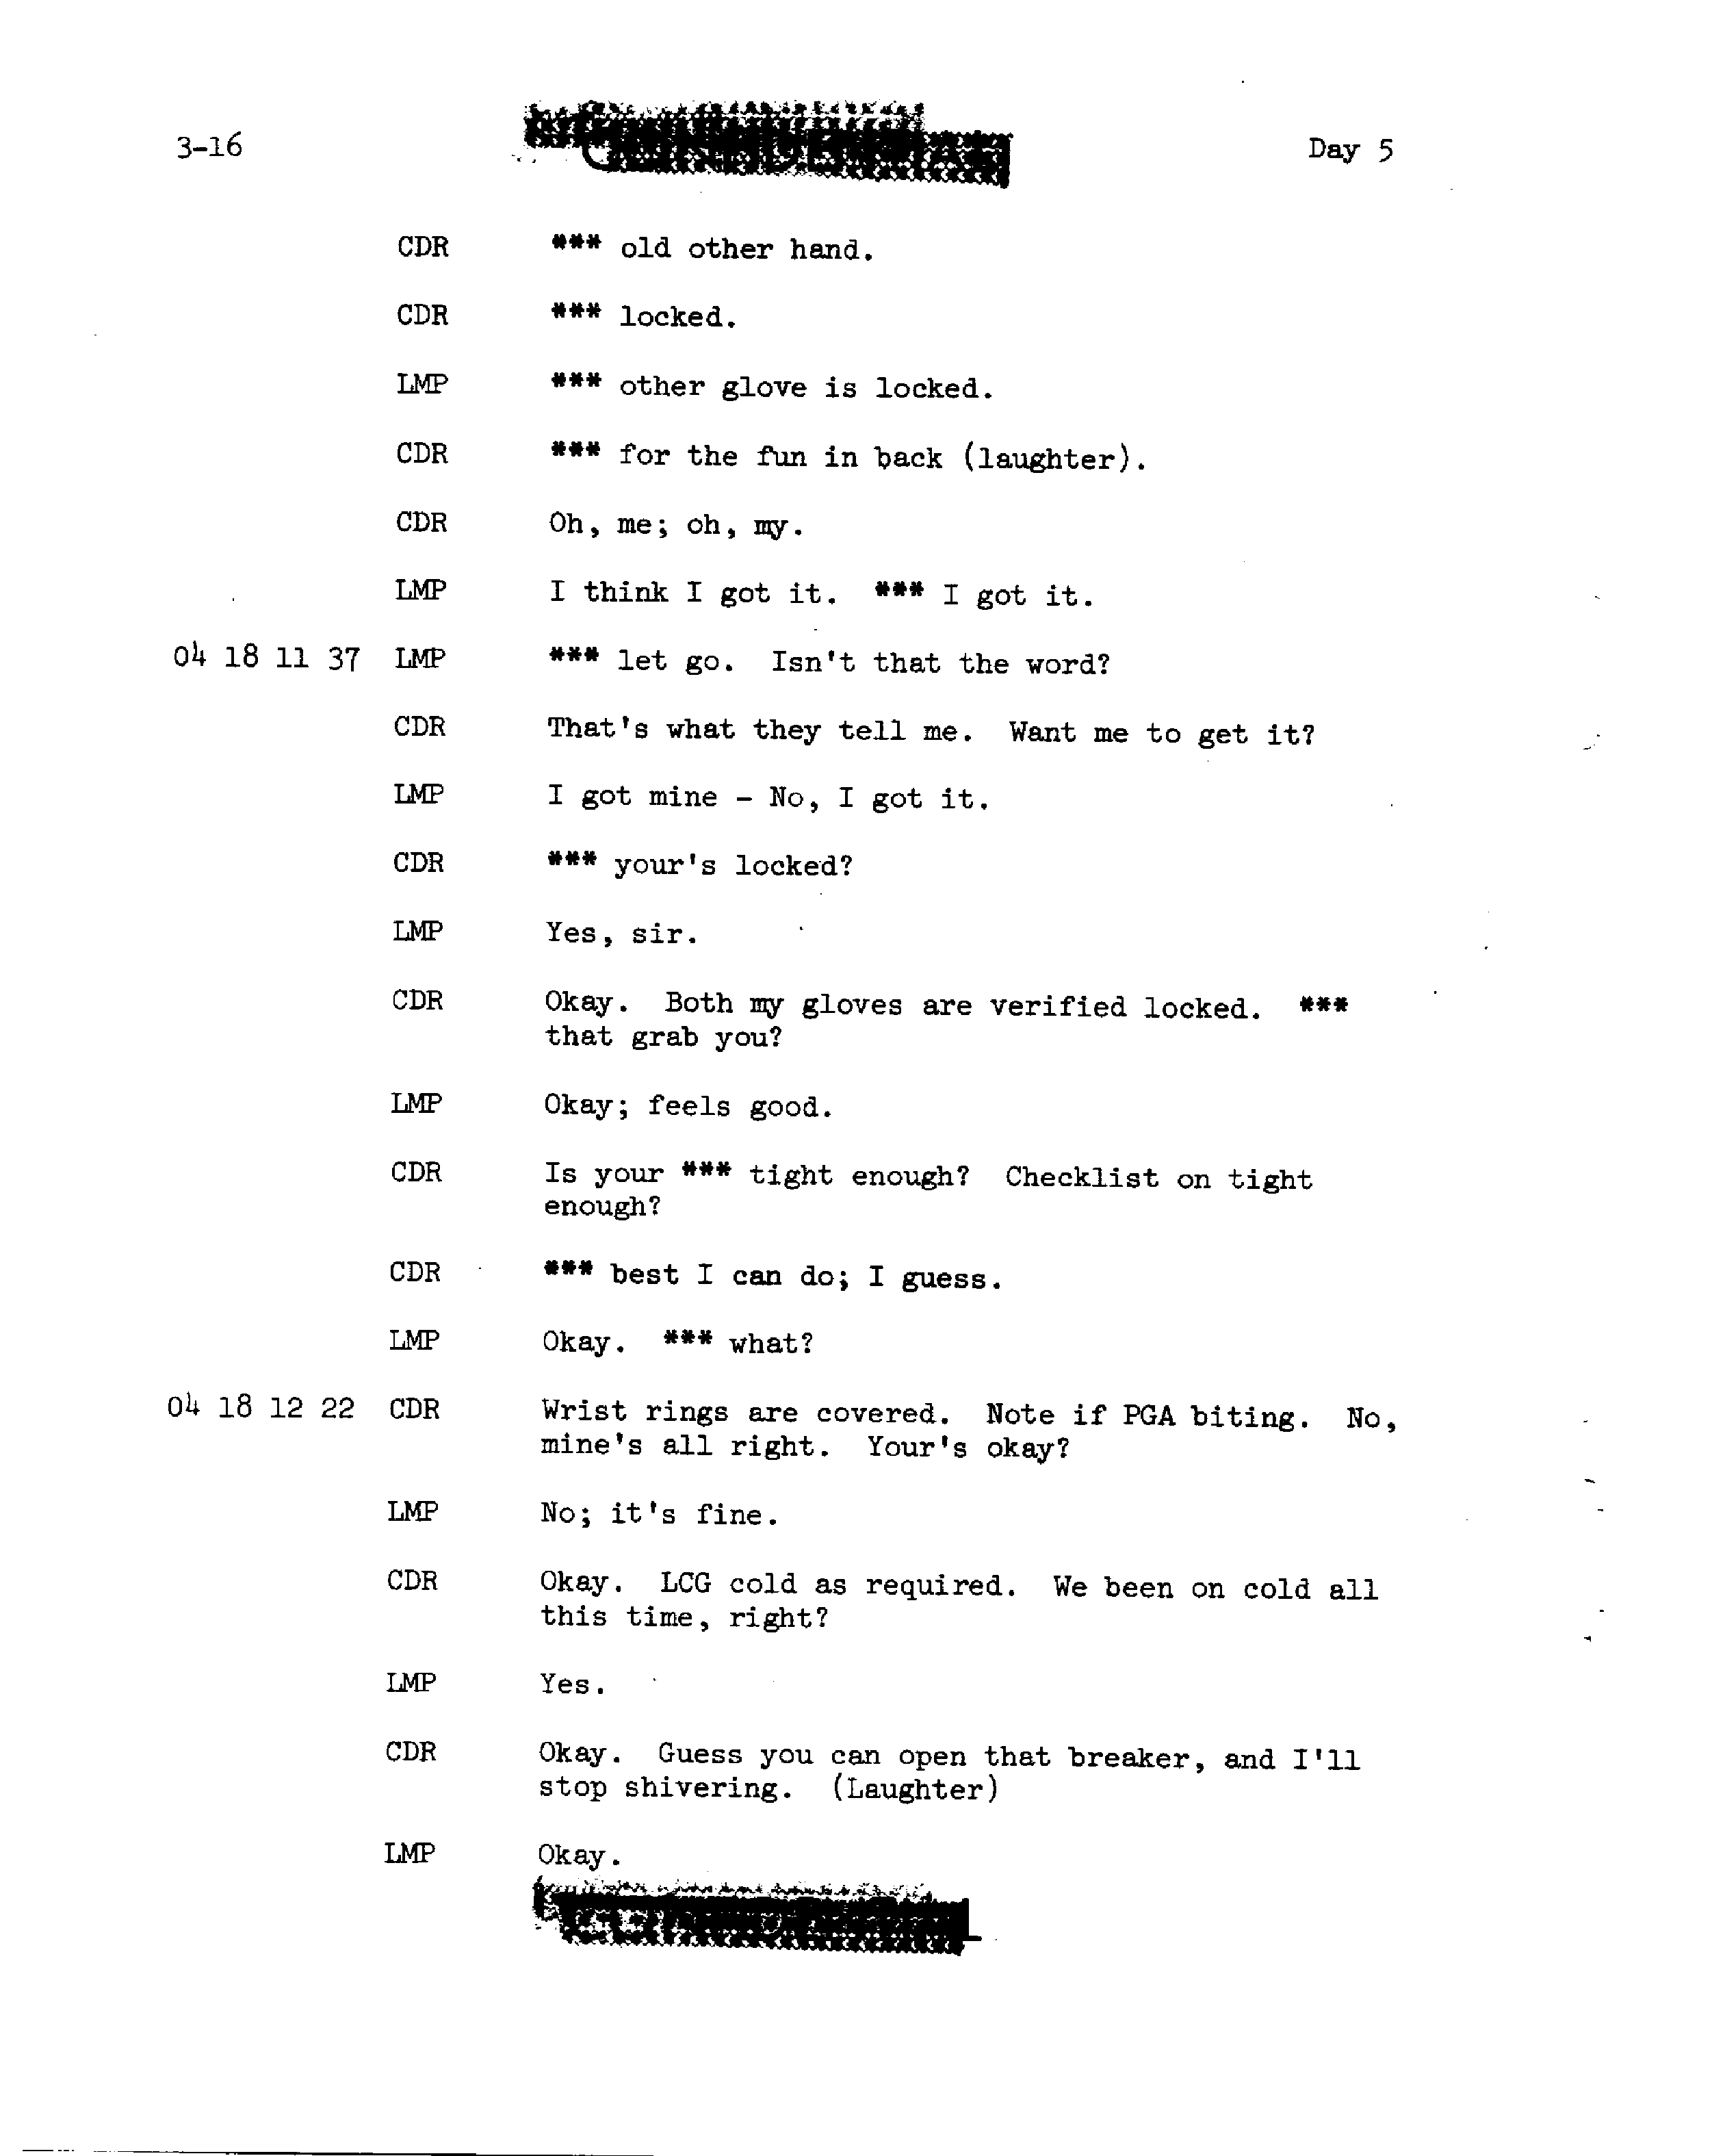 3-16
Day 5
CDR *** old other hand.
CDR *** locked.
LMP *** other glove is locked.
CDR *** for the fun in back (laughter).
CDR Oh, me; oh, my.
LMP I think I got it. *** I got it.
04 18 11 37 LMP *** let go. Isn't that the word?
CDR That's what they tell me. Want me to get it?
LMP I got mine - No, I got it.
CDR *** your's locked?
LMP Yes, sir.
CDR Okay. Both my gloves are verified locked. ***
that grab you?
LMP Okay; feels good.
CDR Is your *** tight enough? Checklist on tight
enough?
CDR *** best I can do; I guess.
LMP Okay. *** what?
04 18 12 22 CDR Wrist rings are covered. Note if PGA biting. No,
mine's all right. Your's okay?
LMP No; it's fine.
CDR Okay. LCG cold as required. We been on cold all
this time, right?
LMP Yes.
CDR Okay. Guess you can open that breaker, and I'll
stop shivering. (Laughter)
LMP Okay.